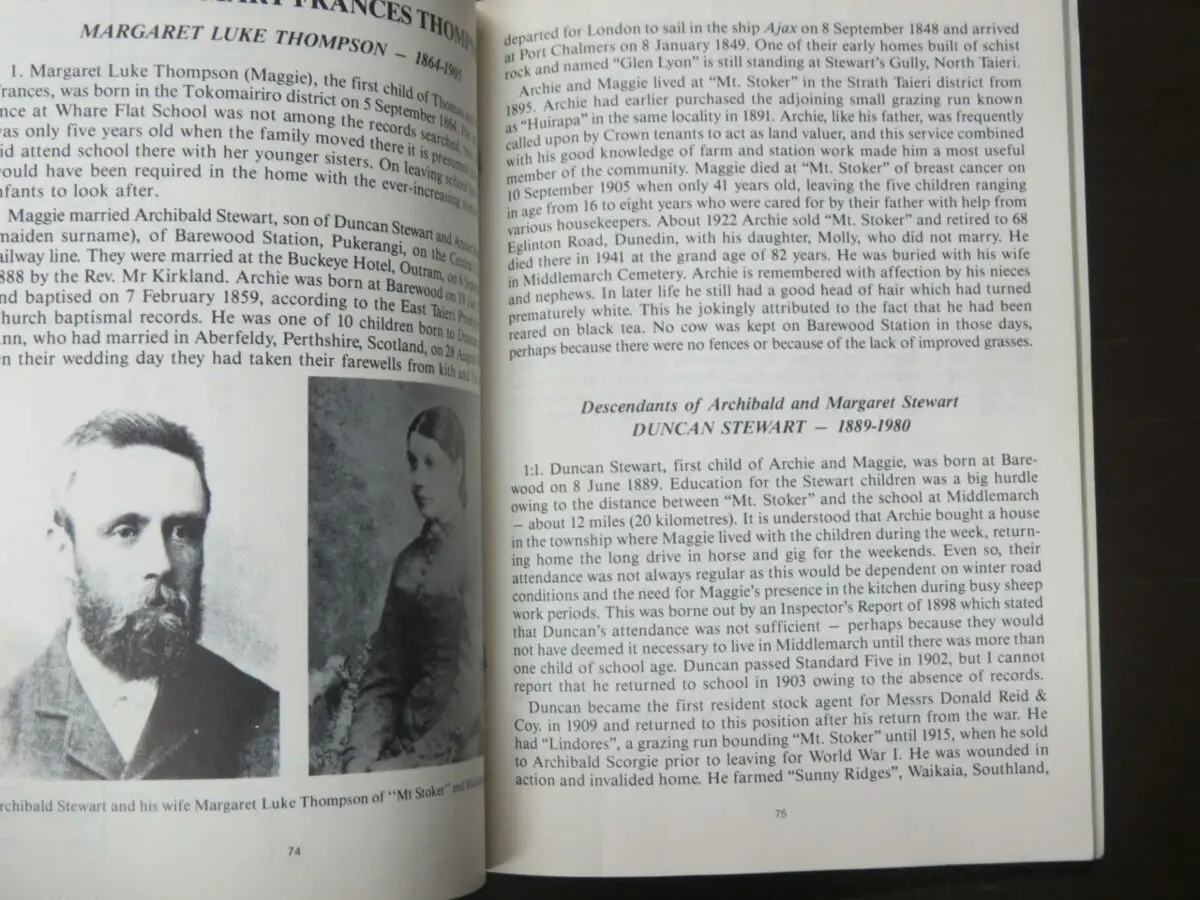 MARY FRANCES THOMP
MARGARET LUKE THOMPSON — 1864-1905
1. Margaret Luke Thompson (Maggie), the first child of Thomas
rances, was born in the Tokomairiro district on 5 September 1864.
nce at Whare Flat School was not among the records searched,
was only five years old when the family moved there it is presumed
id attend school there with her younger sisters. On leaving school
ould have been required in the home with the ever-increasing
nfants to look after.
Maggie married Archibald Stewart, son of Duncan Stewart and
maiden surname), of Barewood Station, Pukerangi, on the Central
ailway line. They were married at the Buckeye Hotel, Outram, on 6
888 by the Rev. Mr Kirkland. Archie was born at Barewood on
nd baptised on 7 February 1859, according to the East Taieri
hurch baptismal records. He was one of 10 children born to Duncan
nn, who had married in Aberfeldy, Perthshire, Scotland, on 28 August
n their wedding day they had taken their farewells from kith and
rchibald Stewart and his wife Margaret Luke Thompson of "Mt Stoker" and
74
departed for London to sail in the ship Ajax on 8 September 1848 and arrived
at Port Chalmers on 8 January 1849. One of their early homes built of schist
rock and named "Glen Lyon" is still standing at Stewart's Gully, North Taieri.
Archie and Maggie lived at "Mt. Stoker" in the Strath Taieri district from
1895. Archie had earlier purchased the adjoining small grazing run known
as "Huirapa" in the same locality in 1891. Archie, like his father, was frequently
called upon by Crown tenants to act as land valuer, and this service combined
with his good knowledge of farm and station work made him a most useful
member of the community. Maggie died at "Mt. Stoker" of breast cancer on
10 September 1905 when only 41 years old, leaving the five children ranging
in age from 16 to eight years who were cared for by their father with help from
various housekeepers. About 1922 Archie sold "Mt. Stoker" and retired to 68
Eglinton Road, Dunedin, with his daughter, Molly, who did not marry. He
died there in 1941 at the grand age of 82 years. He was buried with his wife
in Middlemarch Cemetery. Archie is remembered with affection by his nieces
and nephews. In later life he still had a good head of hair which had turned
prematurely white. This he jokingly attributed to the fact that he had been
reared on black tea. No cow was kept on Barewood Station in those days,
perhaps because there were no fences or because of the lack of improved grasses.
Descendants of Archibald and Margaret Stewart
DUNCAN STEWART — 1889-1980
1:1. Duncan Stewart, first child of Archie and Maggie, was born at Bare-
wood on 8 June 1889. Education for the Stewart children was a big hurdle
owing to the distance between "Mt. Stoker" and the school at Middlemarch
— about 12 miles (20 kilometres). It is understood that Archie bought a house
in the township where Maggie lived with the children during the week, return-
ing home the long drive in horse and gig for the weekends. Even so, their
attendance was not always regular as this would be dependent on winter road
conditions and the need for Maggie's presence in the kitchen during busy sheep
work periods. This was borne out by an Inspector's Report of 1898 which stated
that Duncan's attendance was not sufficient — perhaps because they would
not have deemed it necessary to live in Middlemarch until there was more than
one child of school age. Duncan passed Standard Five in 1902, but I cannot
report that he returned to school in 1903 owing to the absence of records.
Duncan became the first resident stock agent for Messrs Donald Reid &
Coy. in 1909 and returned to this position after his return from the war. He
had "Lindores", a grazing run bounding "Mt. Stoker" until 1915, when he sold
to Archibald Scorgie prior to leaving for World War I. He was wounded in
action and invalided home. He farmed "Sunny Ridges", Waikaia, Southland,
75